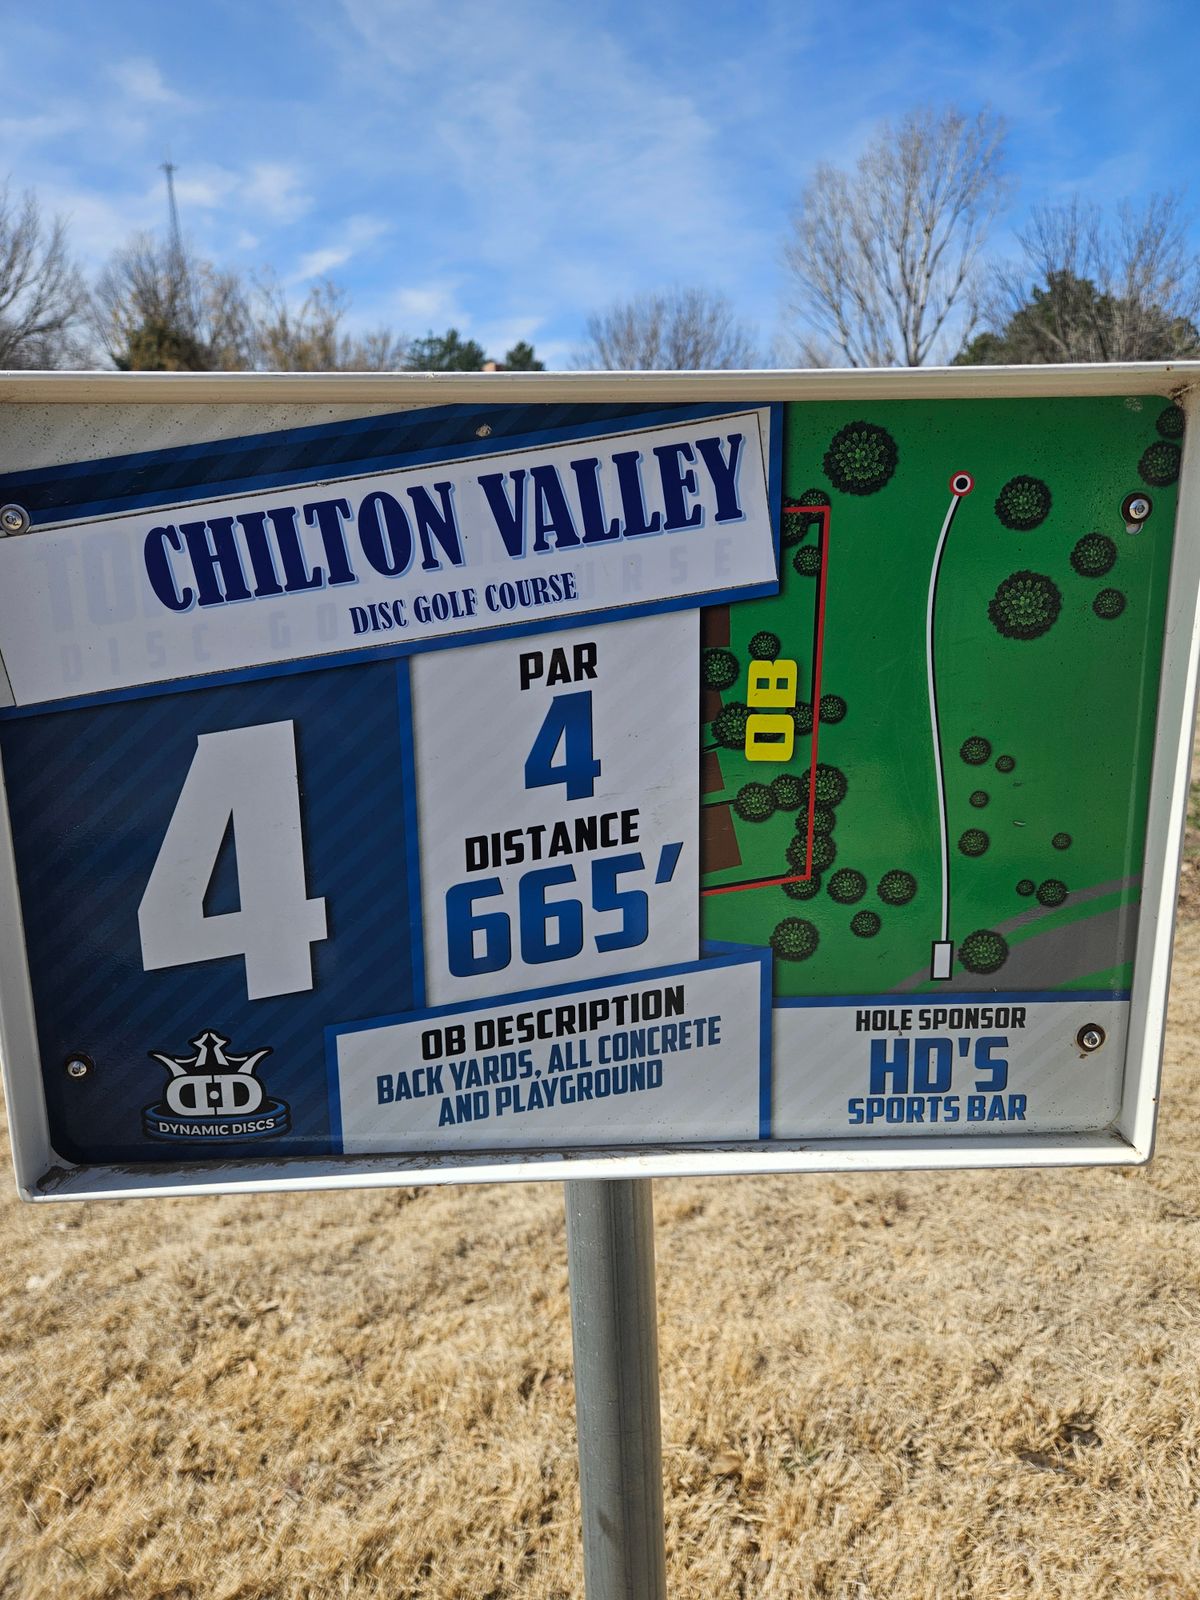 CHILTON VALLEY
DISC GOLF COURSE
4
PAR
4
DISTANCE
665'
OB
OB DESCRIPTION
BACK YARDS, ALL CONCRETE
AND PLAYGROUND
HOLE SPONSOR
HD'S
SPORTS BAR
DD
DYNAMIC DISCS